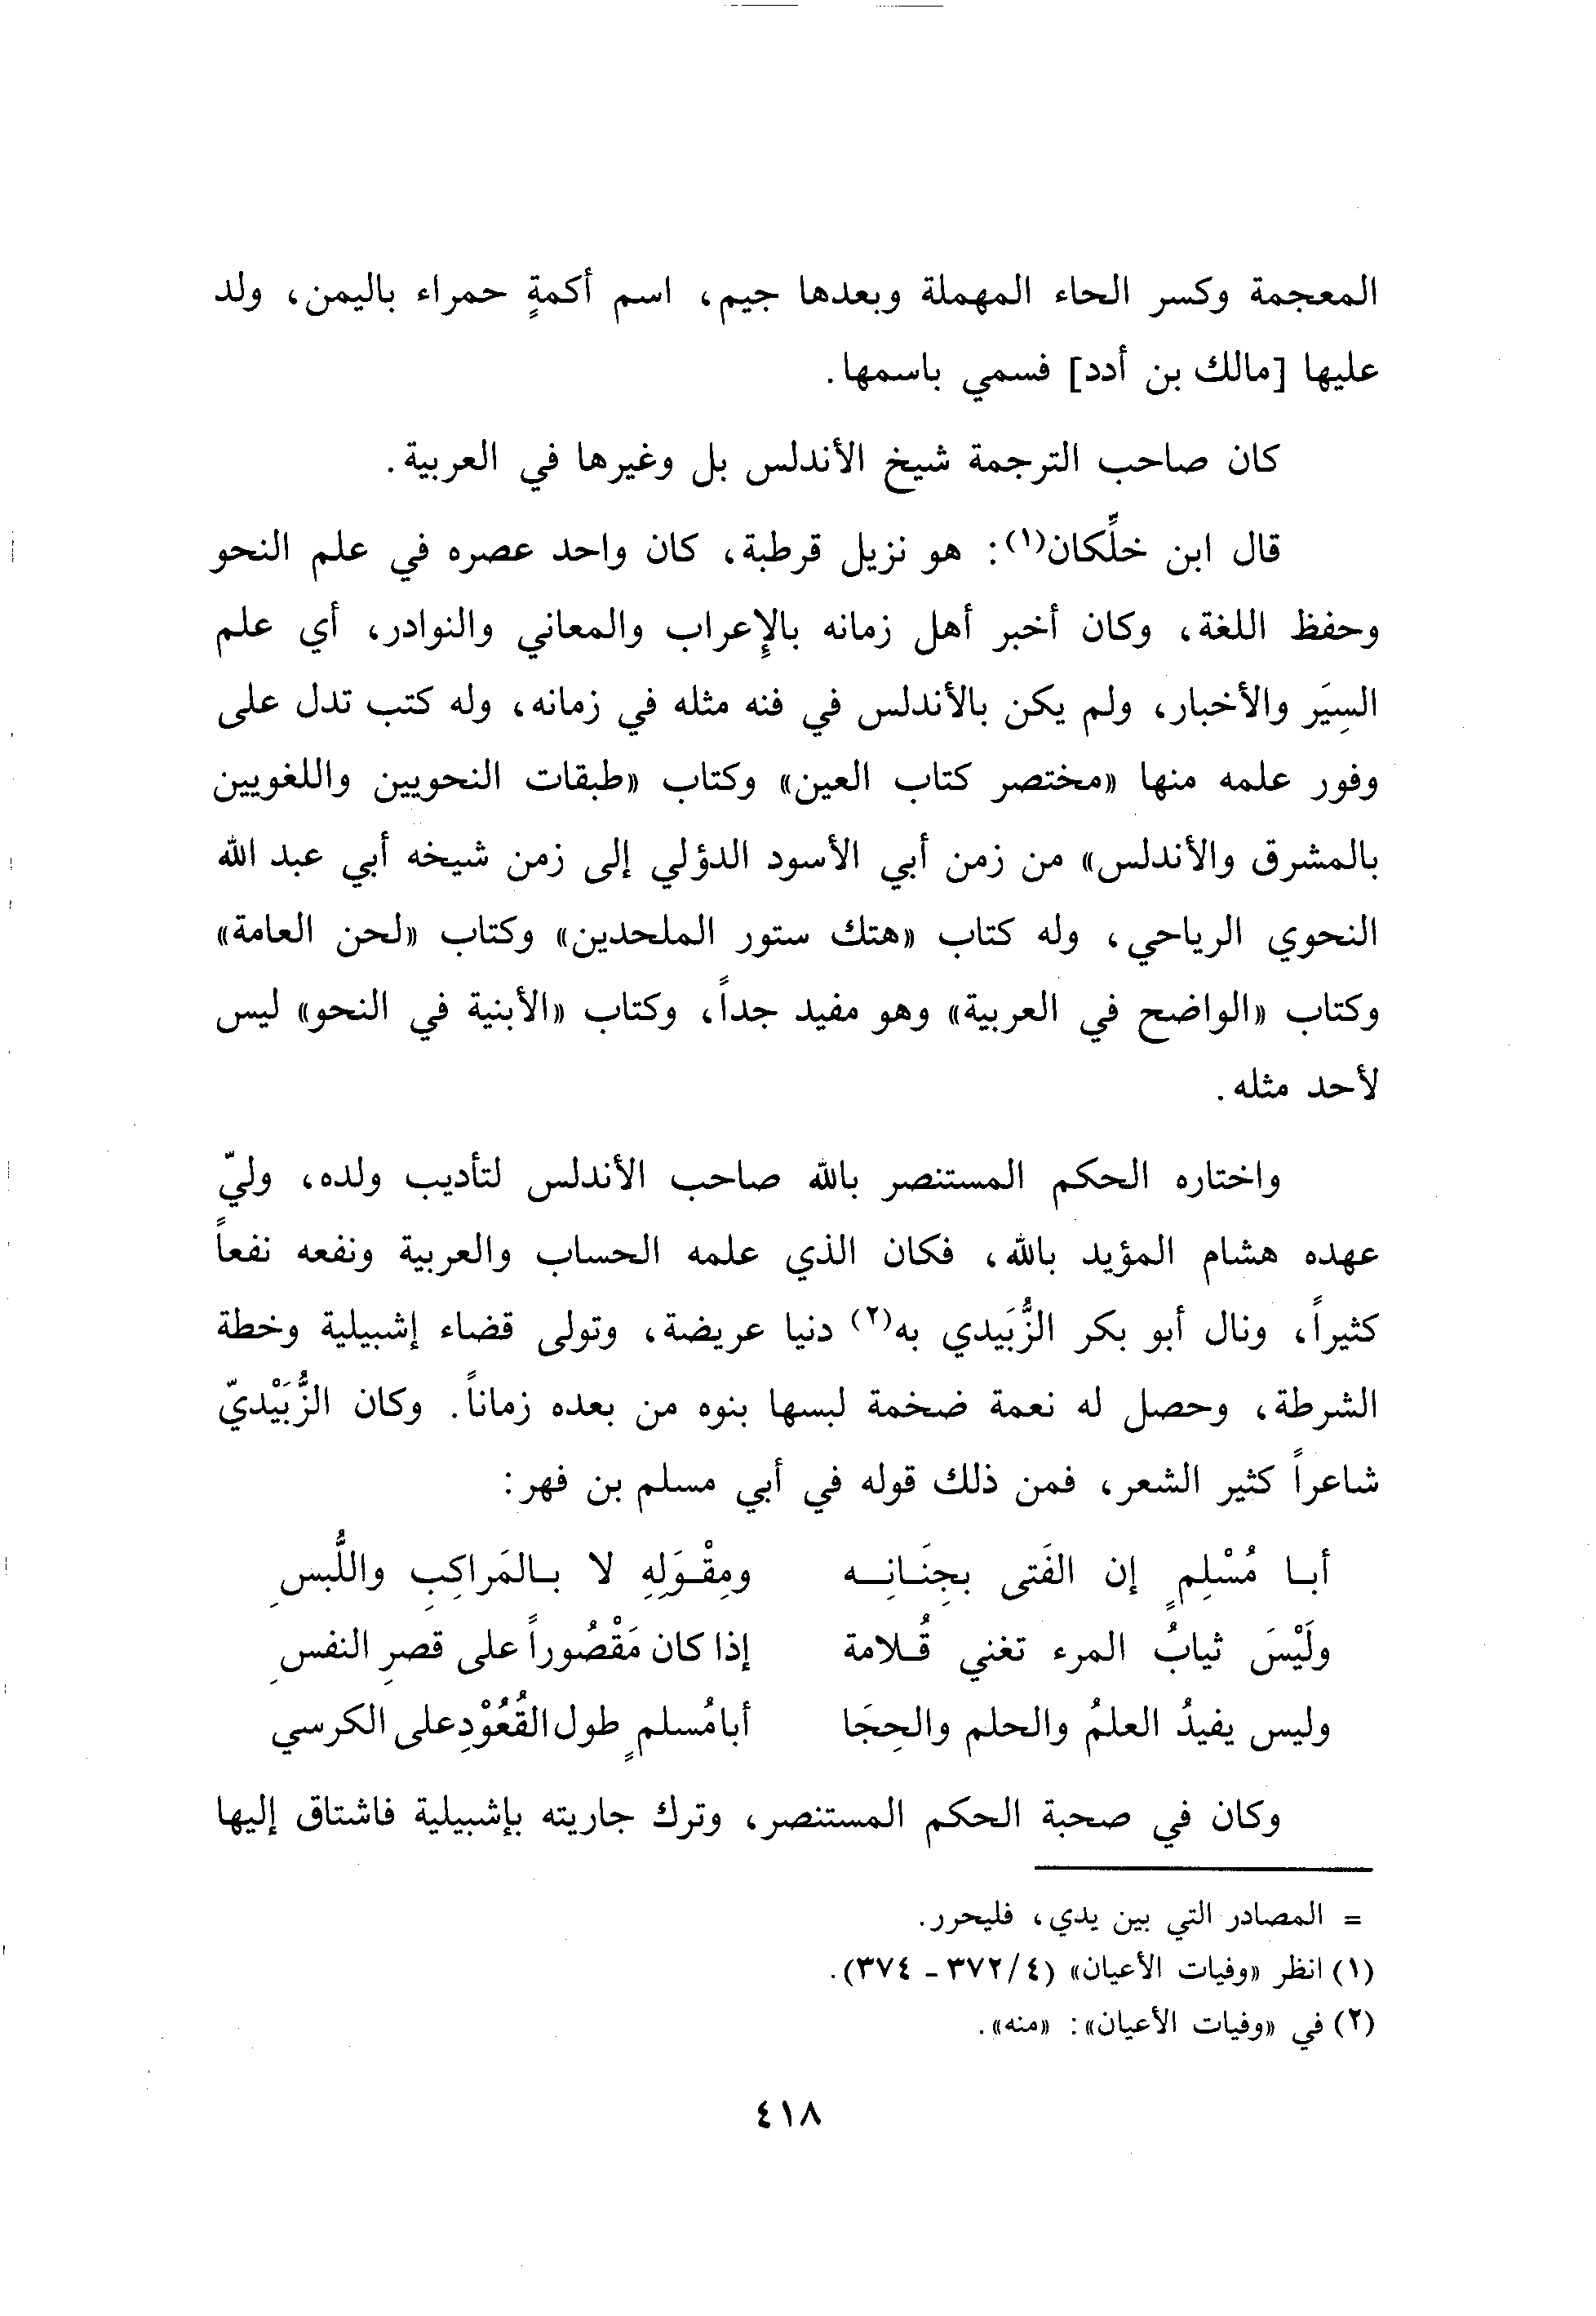 المعجمة وكسر الحاء المهملة وبعدها جيم، اسم أكمةٍ حمراء باليمن، ولد
عليها [مالك بن أدد] فسمي باسمها.
كان صاحب الترجمة شيخ الأندلس بل وغيرها في العربية.
قال ابن خلِّكان(١): هو نزيل قرطبة، كان واحد عصره في علم النحو
وحفظ اللغة، وكان أخبر أهل زمانه بالإِعراب والمعاني والنوادر، أي علم
السِيَر والأخبار، ولم يكن بالأندلس في فنه مثله في زمانه، وله كتب تدل على
وفور علمه منها «مختصر كتاب العين» وكتاب «طبقات النحويين واللغويين
بالمشرق والأندلس» من زمن أبي الأسود الدؤلي إلى زمن شيخه أبي عبد الله
النحوي الرياحي، وله كتاب «هتك ستور الملحدين» وكتاب «لحن العامة»
وكتاب «الواضح في العربية» وهو مفيد جداً، وكتاب «الأبنية في النحو» ليس
لأحد مثله.
واختاره الحكم المستنصر بالله صاحب الأندلس لتأديب ولده، وليّ
عهده هشام المؤيد بالله، فكان الذي علمه الحساب والعربية ونفعه نفعاً
كثيراً، ونال أبو بكر الزُّبَيدي به(٢) دنيا عريضة، وتولى قضاء إشبيلية وخطة
الشرطة، وحصل له نعمة ضخمة لبسها بنوه من بعده زماناً. وكان الزُّبَيْديّ
شاعراً كثير الشعر، فمن ذلك قوله في أبي مسلم بن فهر:
أبـا مُسْلِمٍ إن الفَتى بجِنَـانِـه ومِقْـوَلِهِ لا بـالمَراكِبِ واللُّبسِ
ولَيْسَ ثيابُ المرء تغني قُـلامة إذا كان مَقْصُوراً على قصرِ النفسِ
وليس يفيدُ العلمُ والحلم والحِجَا أبا مُسلمٍ طول القُعُوْدِ على الكرسي
وكان في صحبة الحكم المستنصر، وترك جاريته بإشبيلية فاشتاق إليها
= المصادر التي بين يدي، فليحرر.
(١) انظر «وفيات الأعيان» (٣٧٢/٤ - ٣٧٤).
(٢) في «وفيات الأعيان»: «منه».
٤١٨